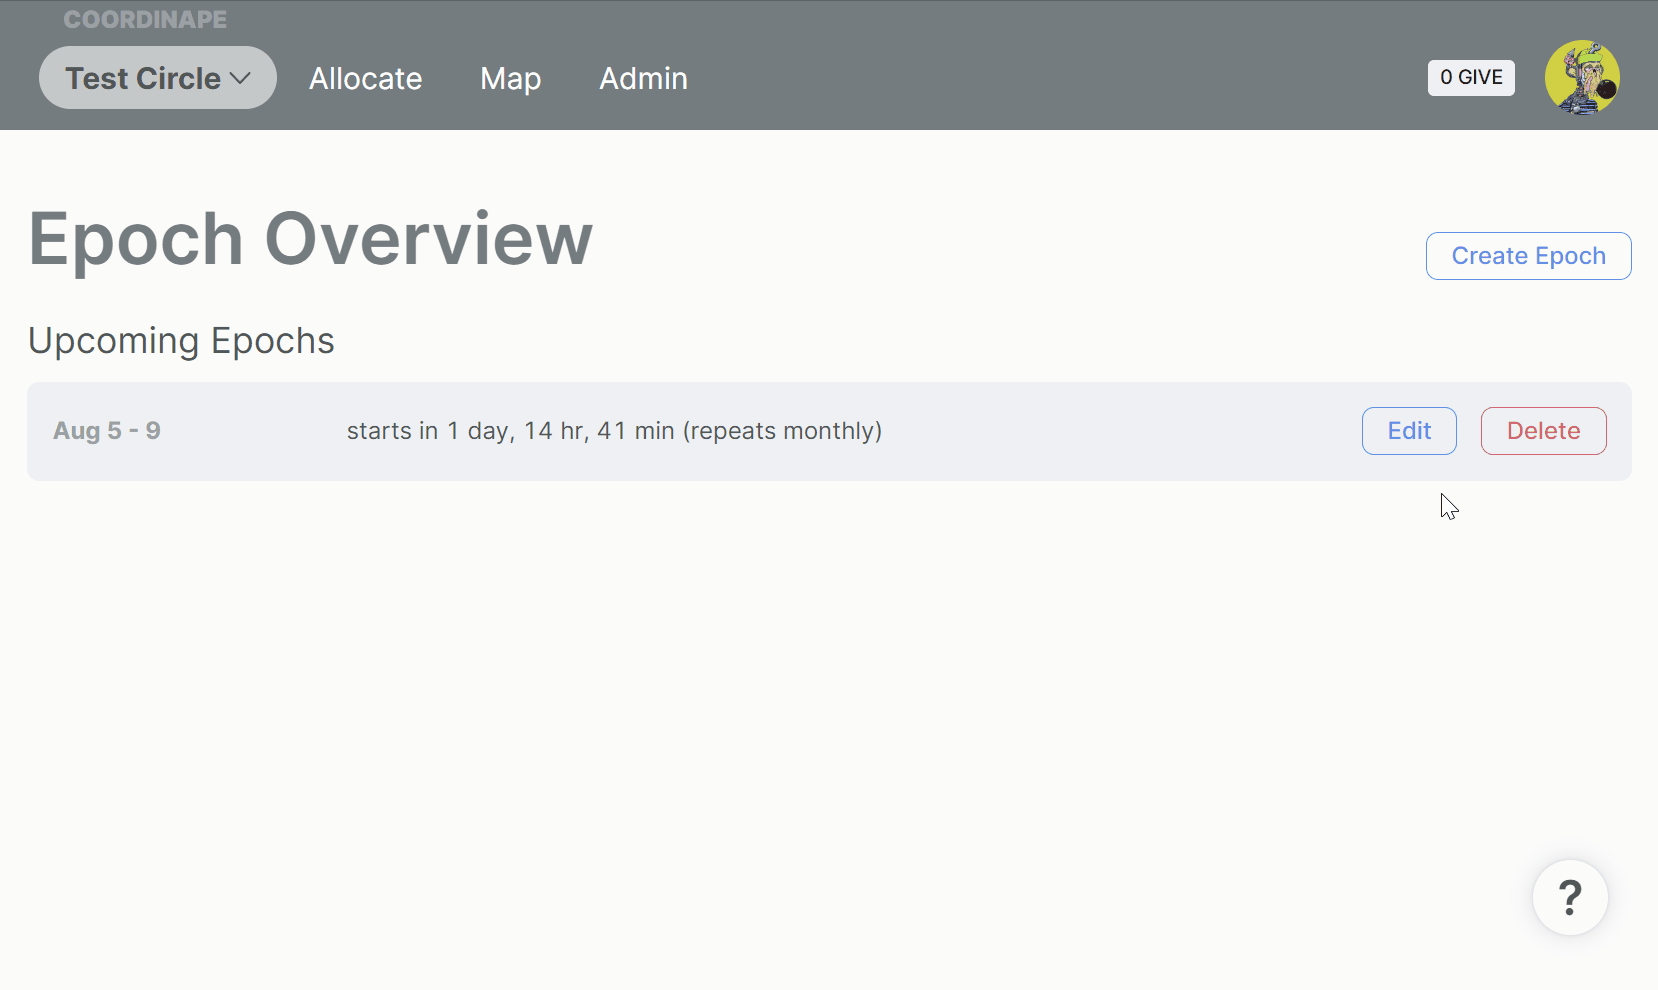 COORDINAPE
Test Circle
Allocate
Map
Admin
0 GIVE
Epoch Overview
Create Epoch
Upcoming Epochs
Aug 5 - 9
starts in 1 day, 14 hr, 41 min (repeats monthly)
Edit
Delete
?